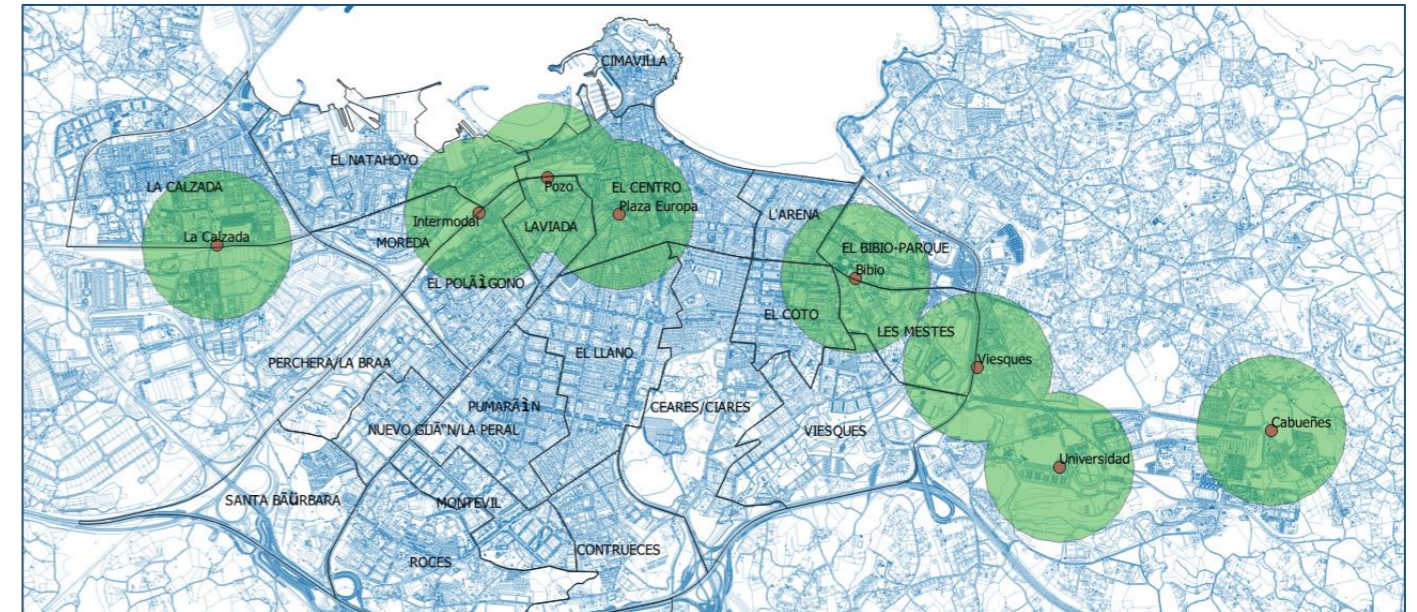 CIMAVILLA
EL NATAHOYO
LA CALZADA
Pozo
EL CENTRO
Plaza Europa
L'ARENA
Intermodal
LAVIADA
La Calzada
MOREDA
EL BIBIO-PARQUE
Bibio
EL POLÃìGONO
EL COTO
LES MESTES
EL LLANO
Viesques
PERCHERA/LA BRAA
PUMARÃìN
CEARES/CIARES
NUEVO GIJÃ“N/LA PERAL
VIESQUES
Cabueñes
Universidad
SANTA BÃÜRBARA
MONTEVIL
CONTRUECES
ROCES